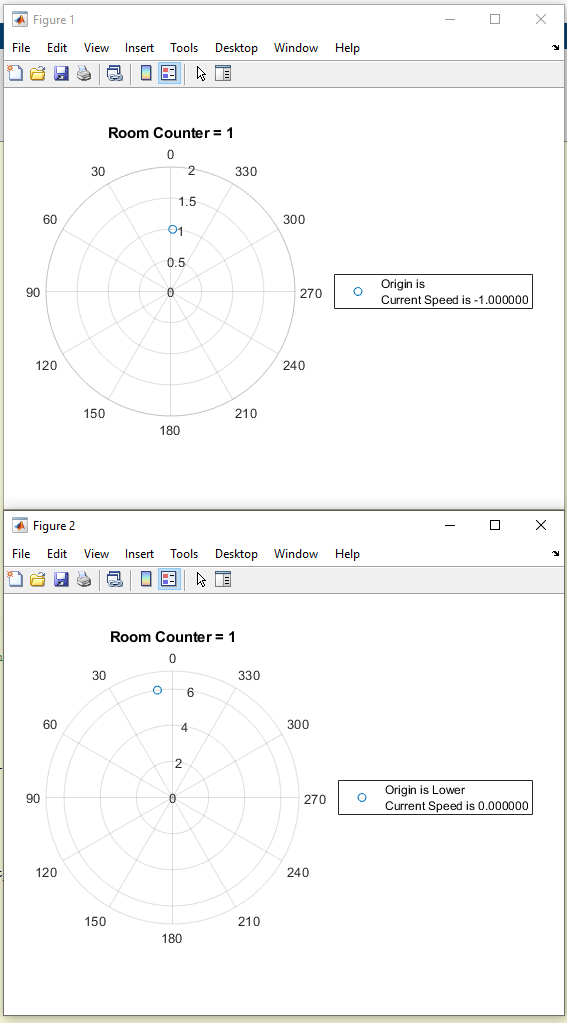 Figure 1
File Edit View Insert Tools Desktop Window Help
Room Counter = 1
0
30 2 330
1.5
60 300
1
0.5
90 0 270
Origin is
Current Speed is -1.000000
120 240
150 210
180
Figure 2
File Edit View Insert Tools Desktop Window Help
Room Counter = 1
0
30 330
6
60 4 300
2
90 0 270
Origin is Lower
Current Speed is 0.000000
120 240
150 210
180